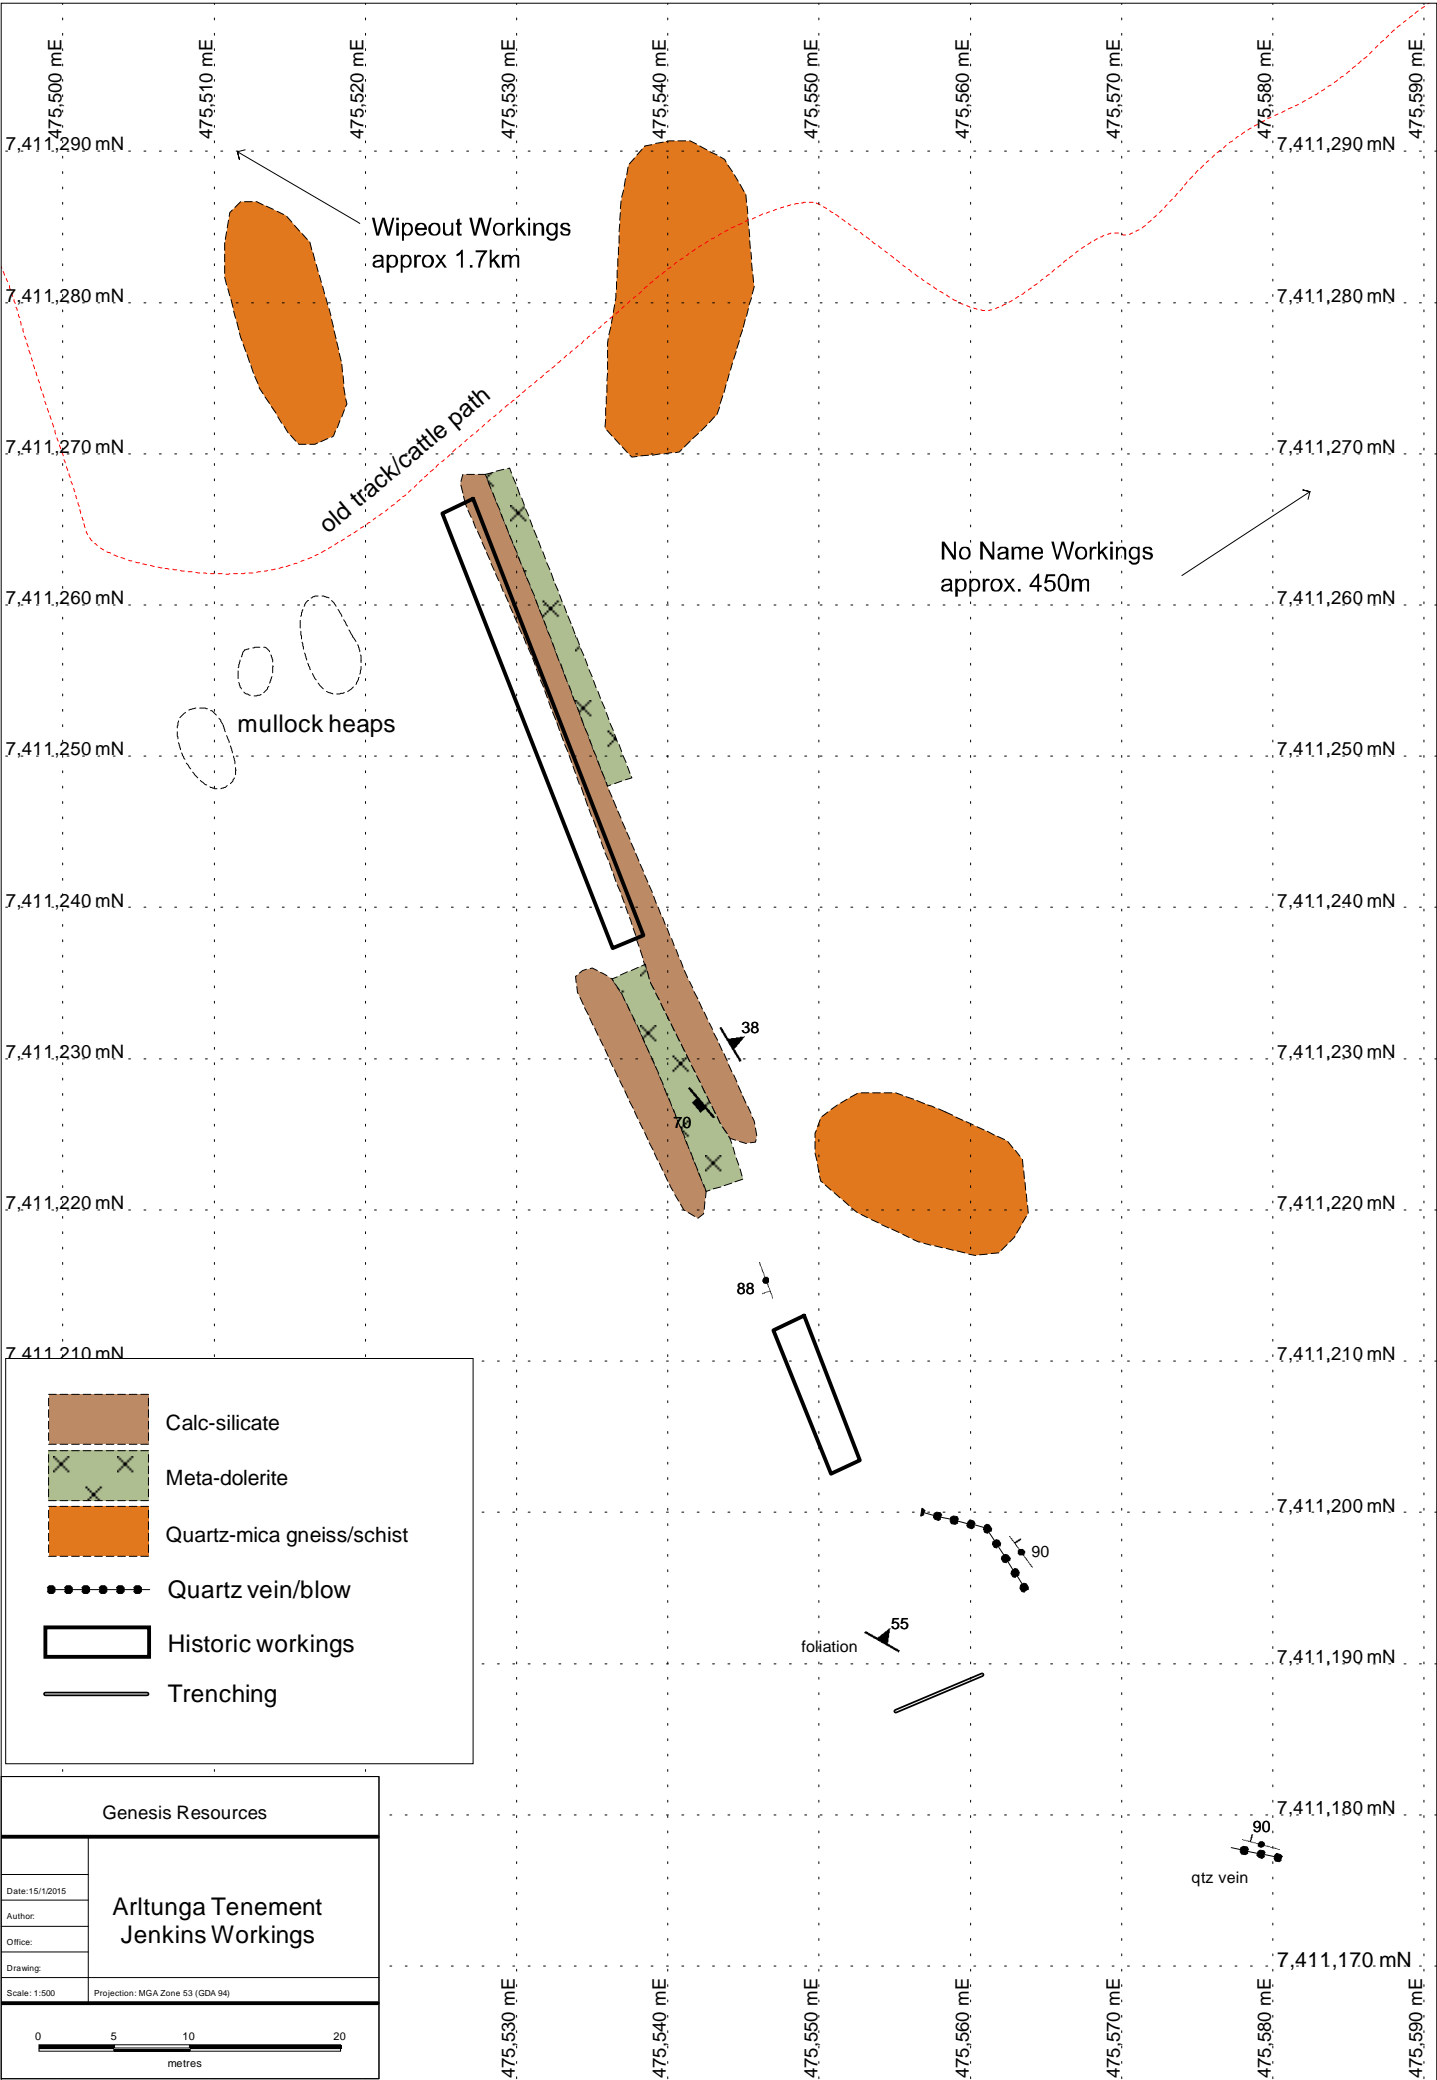 475,500 mE
475,510 mE
475,520 mE
475,530 mE
475,540 mE
475,550 mE
475,560 mE
475,570 mE
475,580 mE
475,590 mE
7,411,290 mN
7,411,290 mN
Wipeout Workings
approx 1.7km
7,411,280 mN
7,411,280 mN
old track/cattle path
7,411,270 mN
7,411,270 mN
No Name Workings
approx. 450m
7,411,260 mN
7,411,260 mN
mullock heaps
7,411,250 mN
7,411,250 mN
7,411,240 mN
7,411,240 mN
38
7,411,230 mN
7,411,230 mN
70
7,411,220 mN
7,411,220 mN
88
7,411,210 mN
7,411,210 mN
Calc-silicate
Meta-dolerite
Quartz-mica gneiss/schist
Quartz vein/blow
Historic workings
Trenching
7,411,200 mN
90
55
foliation
7,411,190 mN
7,411,180 mN
90
qtz vein
7,411,170 mN
Genesis Resources
Date:15/1/2015
Author:
Office:
Drawing:
Arltunga Tenement
Jenkins Workings
Scale: 1:500
Projection: MGA Zone 53 (GDA 94)
0 5 10 20
metres
475,530 mE
475,540 mE
475,550 mE
475,560 mE
475,570 mE
475,580 mE
475,590 mE